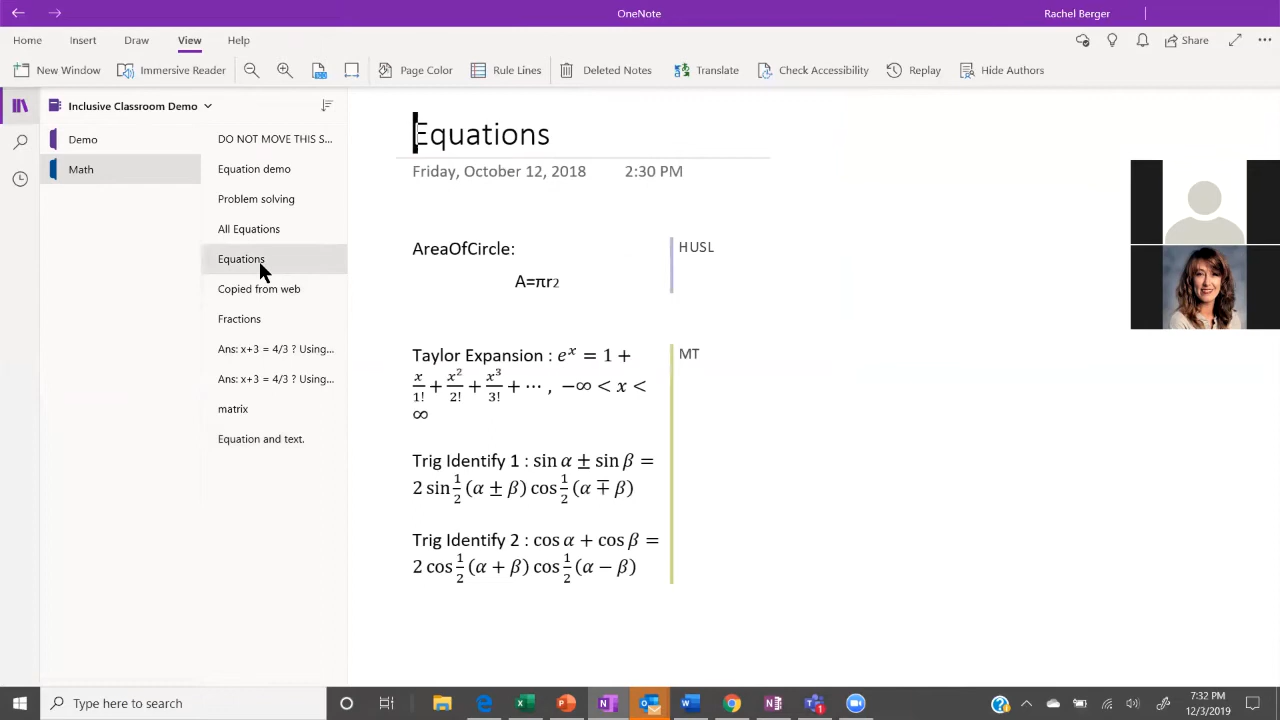 OneNote
Rachel Berger
Home Insert Draw View Help
Share
New Window Immersive Reader Page Color Rule Lines Deleted Notes Translate Check Accessibility Replay Hide Authors
Inclusive Classroom Demo
Demo
Math
DO NOT MOVE THIS S...
Equation demo
Problem solving
All Equations
Equations
Copied from web
Fractions
Ans: x+3 = 4/3 ? Using...
Ans: x+3 = 4/3 ? Using...
matrix
Equation and text.
Equations
Friday, October 12, 2018 2:30 PM
AreaOfCircle:
A=πr2
HUSL
Taylor Expansion : eˣ = 1 +
x/1! + x²/2! + x³/3! + ⋯ , −∞ < x <
∞
MT
Trig Identify 1 : sin α ± sin β =
2 sin 1/2 (α ± β) cos 1/2 (α ∓ β)
Trig Identify 2 : cos α + cos β =
2 cos 1/2 (α + β) cos 1/2 (α − β)
Type here to search
7:32 PM
12/3/2019